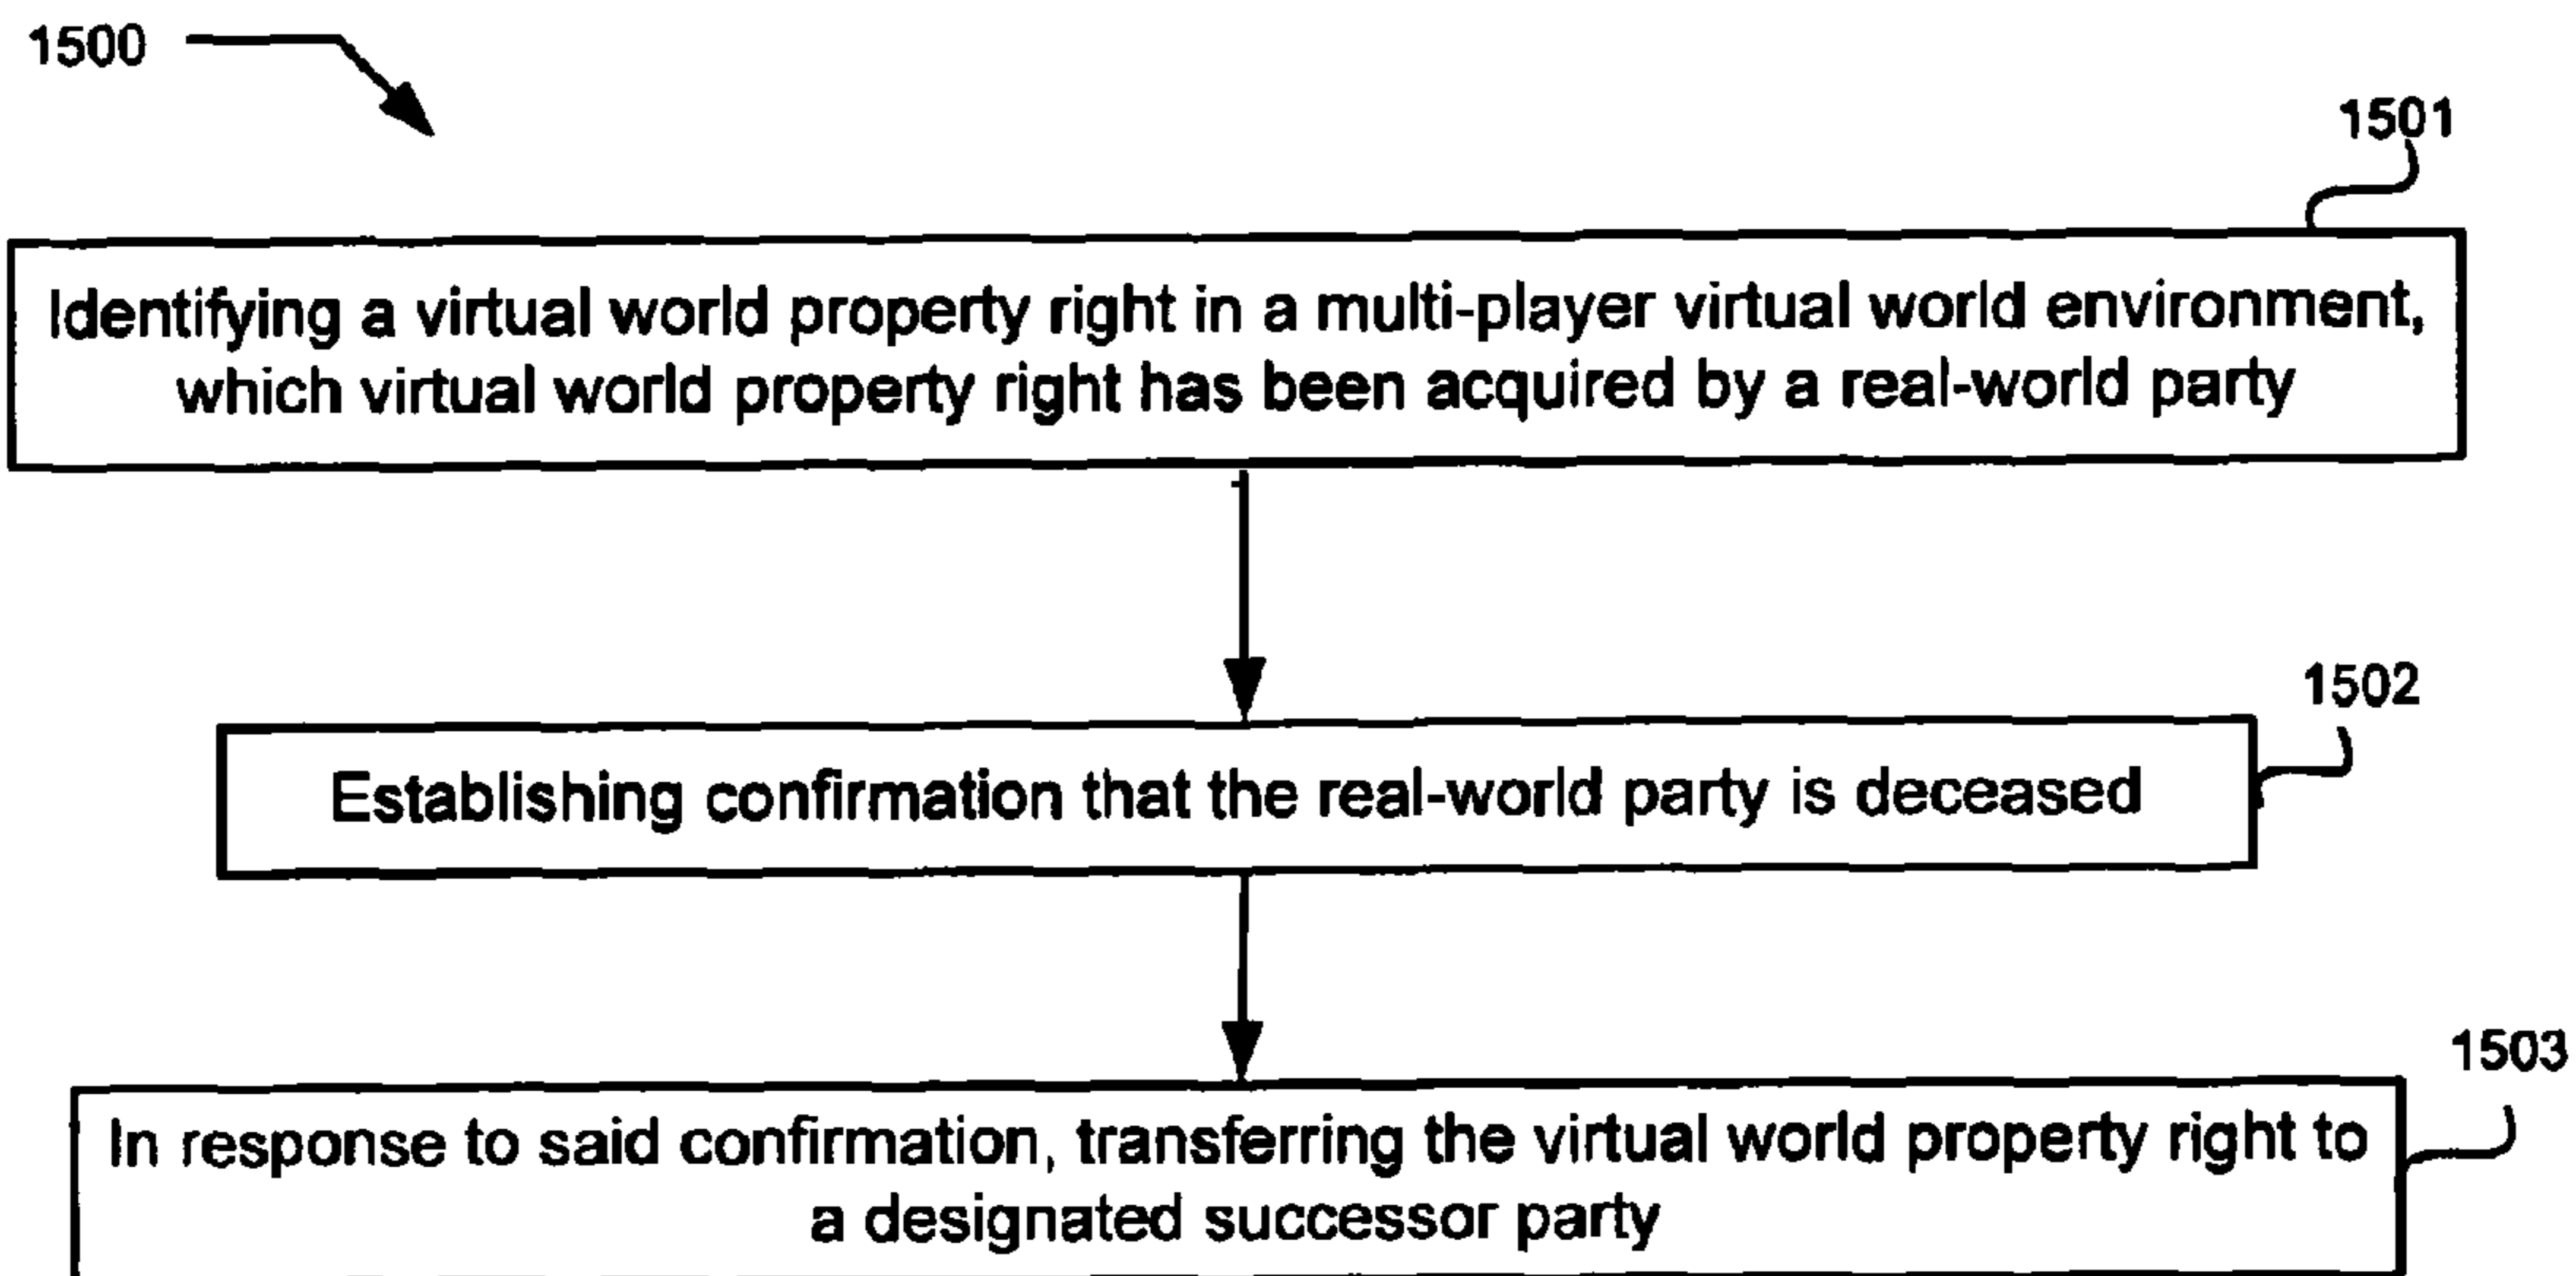 1500
1501
Identifying a virtual world property right in a multi-player virtual world environment,
which virtual world property right has been acquired by a real-world party
1502
Establishing confirmation that the real-world party is deceased
1503
In response to said confirmation, transferring the virtual world property right to
a designated successor party